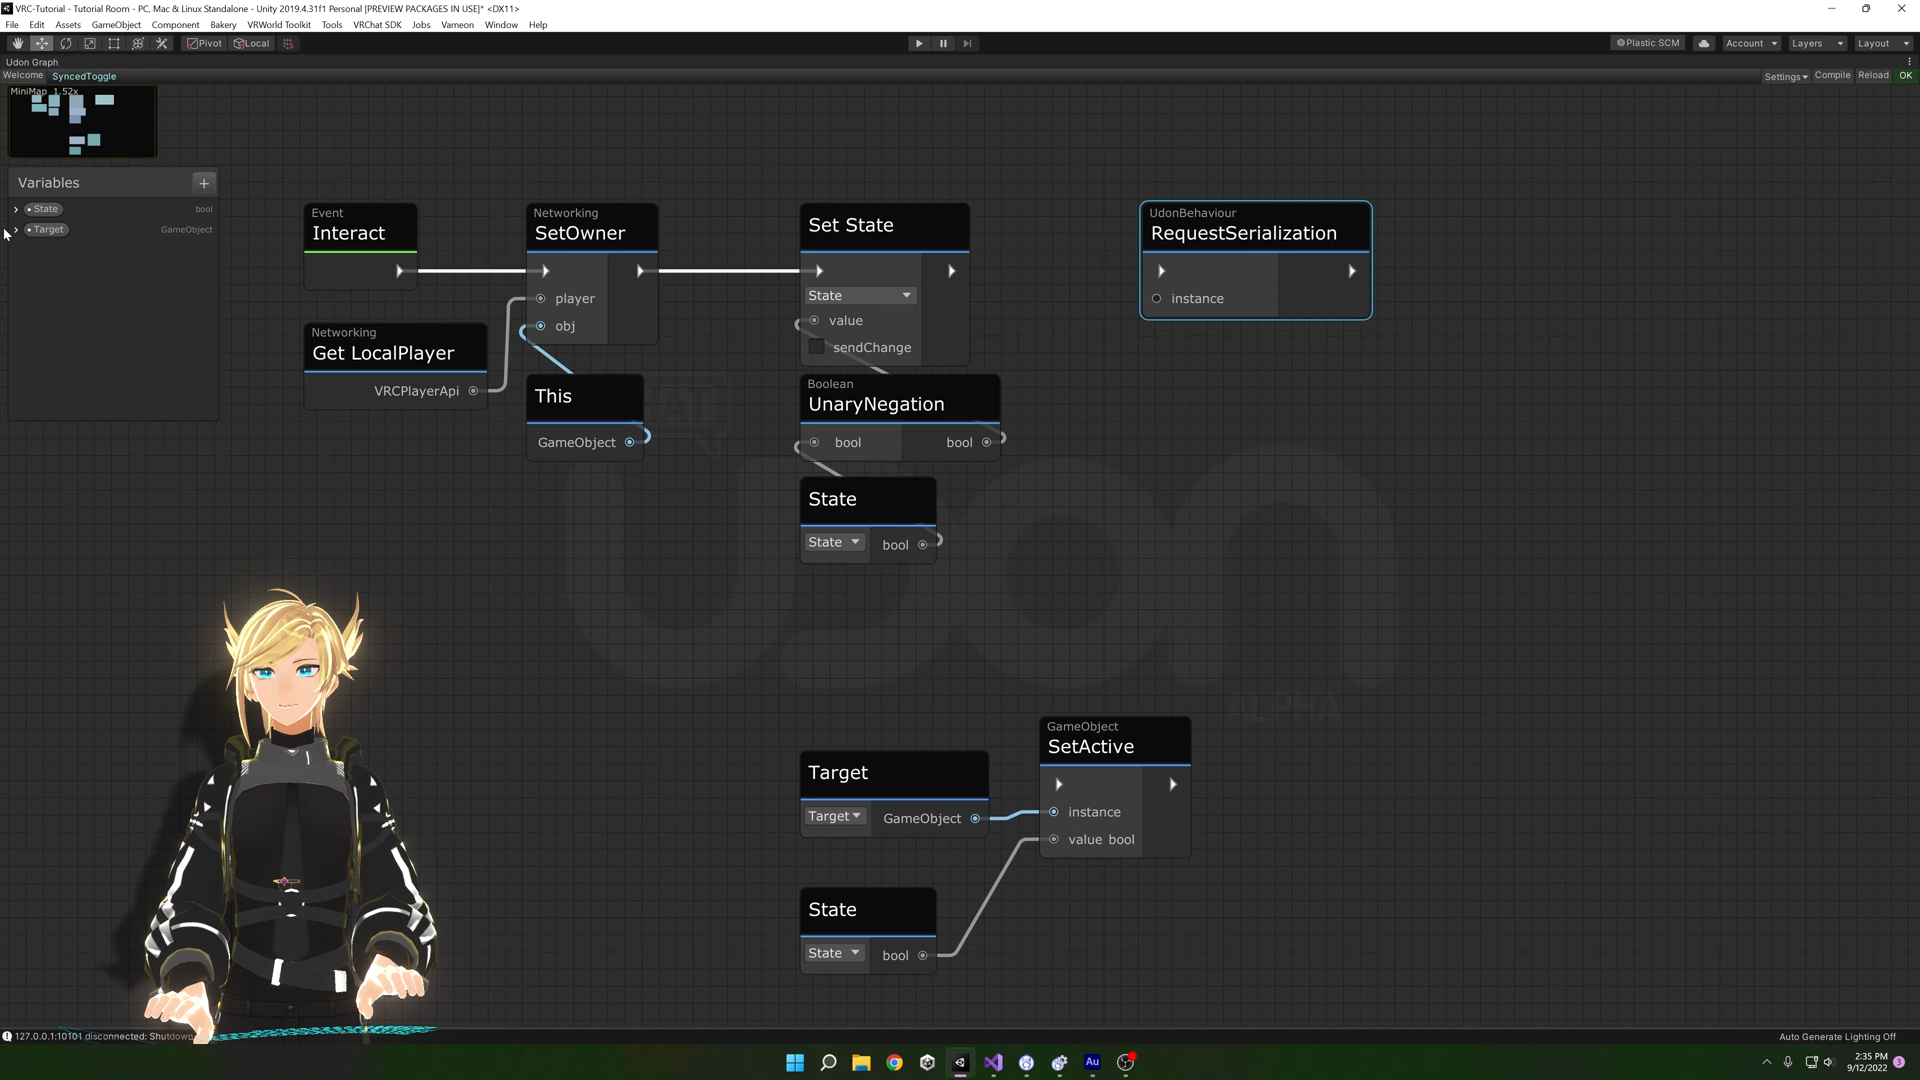 VRC-Tutorial - Tutorial Room - PC, Mac & Linux Standalone - Unity 2019.4.31f1 Personal [PREVIEW PACKAGES IN USE]* <DX11>
File Edit Assets GameObject Component Bakery VRWorld Toolkit Tools VRChat SDK Jobs Varneon Window Help
Pivot Local Plastic SCM Account Layers Layout
Udon Graph
Welcome SyncedToggle Settings Compile Reload OK
MiniMap 1.52x
Variables +
State bool
Target GameObject
Event
Interact
Networking
SetOwner
player
obj
Set State
State
value
sendChange
UdonBehaviour
RequestSerialization
instance
Networking
Get LocalPlayer
VRCPlayerApi
This
GameObject
Boolean
UnaryNegation
bool bool
State
State bool
udon
ALPHA
GameObject
SetActive
instance
value bool
Target
Target GameObject
State
State bool
127.0.0.1:10101 disconnected: Shutdown
Auto Generate Lighting Off
Au
2:35 PM
9/12/2022
3